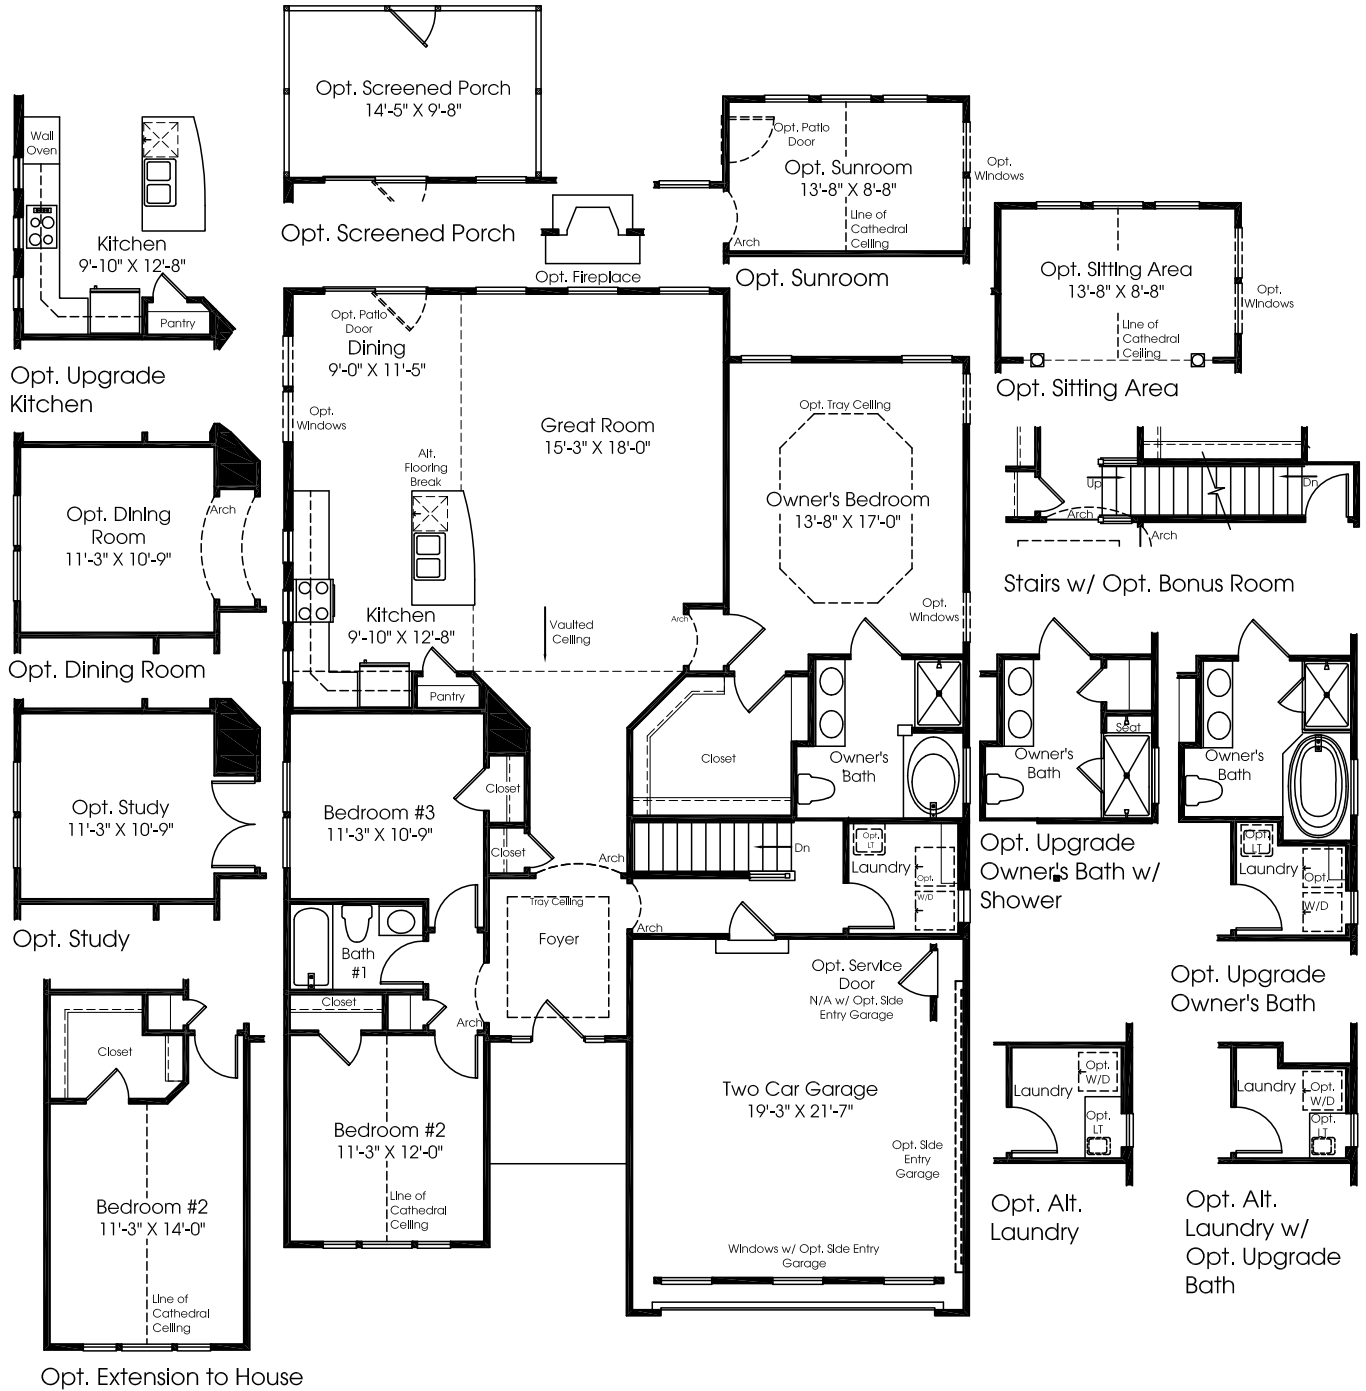 Opt. Screened Porch
14'-5" X 9'-8"
Opt. Screened Porch
Wall
Oven
Kitchen
9'-10" X 12'-8"
Pantry
Opt. Upgrade
Kitchen
Opt. Fireplace
Opt. Patio
Door
Opt. Sunroom
13'-8" X 8'-8"
Line of
Cathedral
Ceiling
Arch
Opt.
Windows
Opt. Sunroom
Opt. Sitting Area
13'-8" X 8'-8"
Line of
Cathedral
Ceiling
Opt.
Windows
Opt. Sitting Area
Opt. Patio
Door
Dining
9'-0" X 11'-5"
Opt.
Windows
Great Room
15'-3" X 18'-0"
Alt.
Flooring
Break
Kitchen
9'-10" X 12'-8"
Pantry
Vaulted
Ceiling
Arch
Opt. Tray Ceiling
Owner's Bedroom
13'-8" X 17'-0"
Opt.
Windows
Up
Dn
Arch
Arch
Stairs w/ Opt. Bonus Room
Opt. Dining
Room
11'-3" X 10'-9"
Arch
Opt. Dining Room
Opt. Study
11'-3" X 10'-9"
Opt. Study
Closet
Owner's
Bath
Bedroom #3
11'-3" X 10'-9"
Closet
Closet
Arch
Dn
Opt.
LT
Laundry
Opt.
W/D
Arch
Tray Ceiling
Foyer
Bath
#1
Closet
Arch
Bedroom #2
11'-3" X 12'-0"
Line of
Cathedral
Ceiling
Opt. Service
Door
N/A w/ Opt. Side
Entry Garage
Two Car Garage
19'-3" X 21'-7"
Opt. Side
Entry
Garage
Windows w/ Opt. Side Entry
Garage
Seat
Owner's
Bath
Opt. Upgrade
Owner's Bath w/
Shower
Owner's
Bath
Opt.
LT
Laundry
Opt.
W/D
Opt. Upgrade
Owner's Bath
Closet
Bedroom #2
11'-3" X 14'-0"
Line of
Cathedral
Ceiling
Opt. Extension to House
Laundry
Opt.
W/D
Opt.
LT
Opt. Alt.
Laundry
Laundry
Opt.
W/D
Opt.
LT
Opt. Alt.
Laundry w/
Opt. Upgrade
Bath